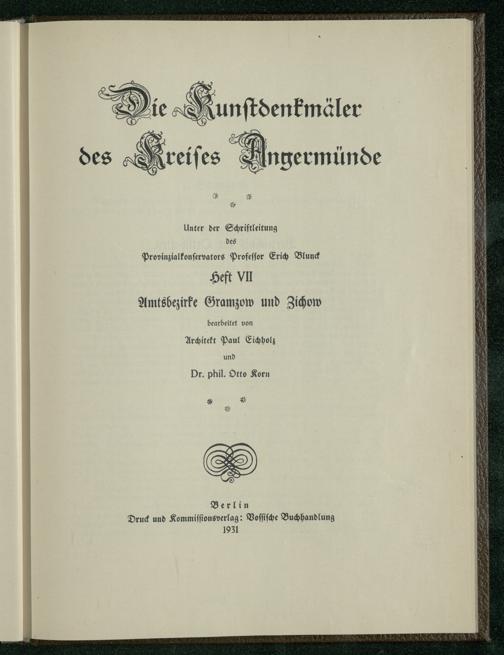 Die Kunstdenkmäler
des Kreises Angermünde
Unter der Schriftleitung
des
Provinzialkonservators Professor Erich Blunck
Heft VII
Amtsbezirke Gramzow und Zichow
bearbeitet von
Architekt Paul Eichholz
und
Dr. phil. Otto Korn
Berlin
Druck und Kommissionsverlag: Vossische Buchhandlung
1931